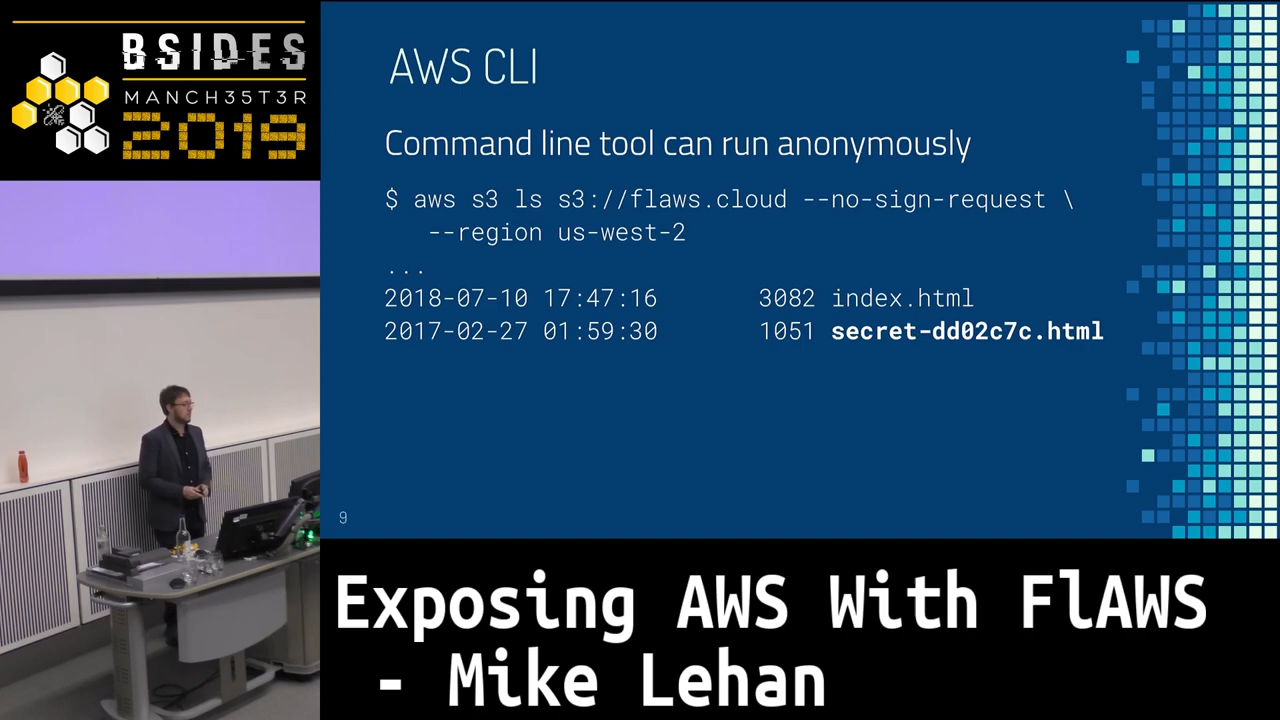 BSIDES
MANCH35T3R
2019
AWS CLI
Command line tool can run anonymously
$ aws s3 ls s3://flaws.cloud --no-sign-request \
--region us-west-2
...
2018-07-10 17:47:16 3082 index.html
2017-02-27 01:59:30 1051 secret-dd02c7c.html
9
Exposing AWS With FlAWS
- Mike Lehan